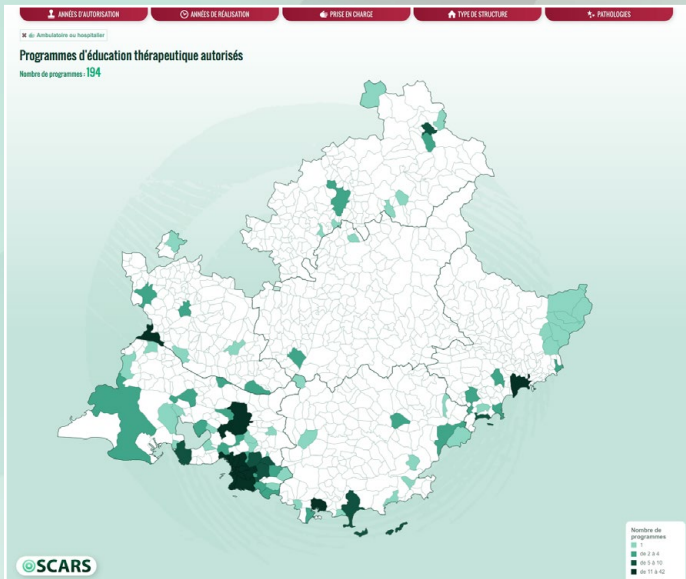 ANNÉES D'AUTORISATION
ANNÉES DE RÉALISATION
PRISE EN CHARGE
TYPE DE STRUCTURE
PATHOLOGIES
Ambulatoire ou hospitalier
Programmes d'éducation thérapeutique autorisés
Nombre de programmes : 194
Nombre de
programmes
1
de 2 à 4
de 5 à 10
de 11 à 42
OSCARS